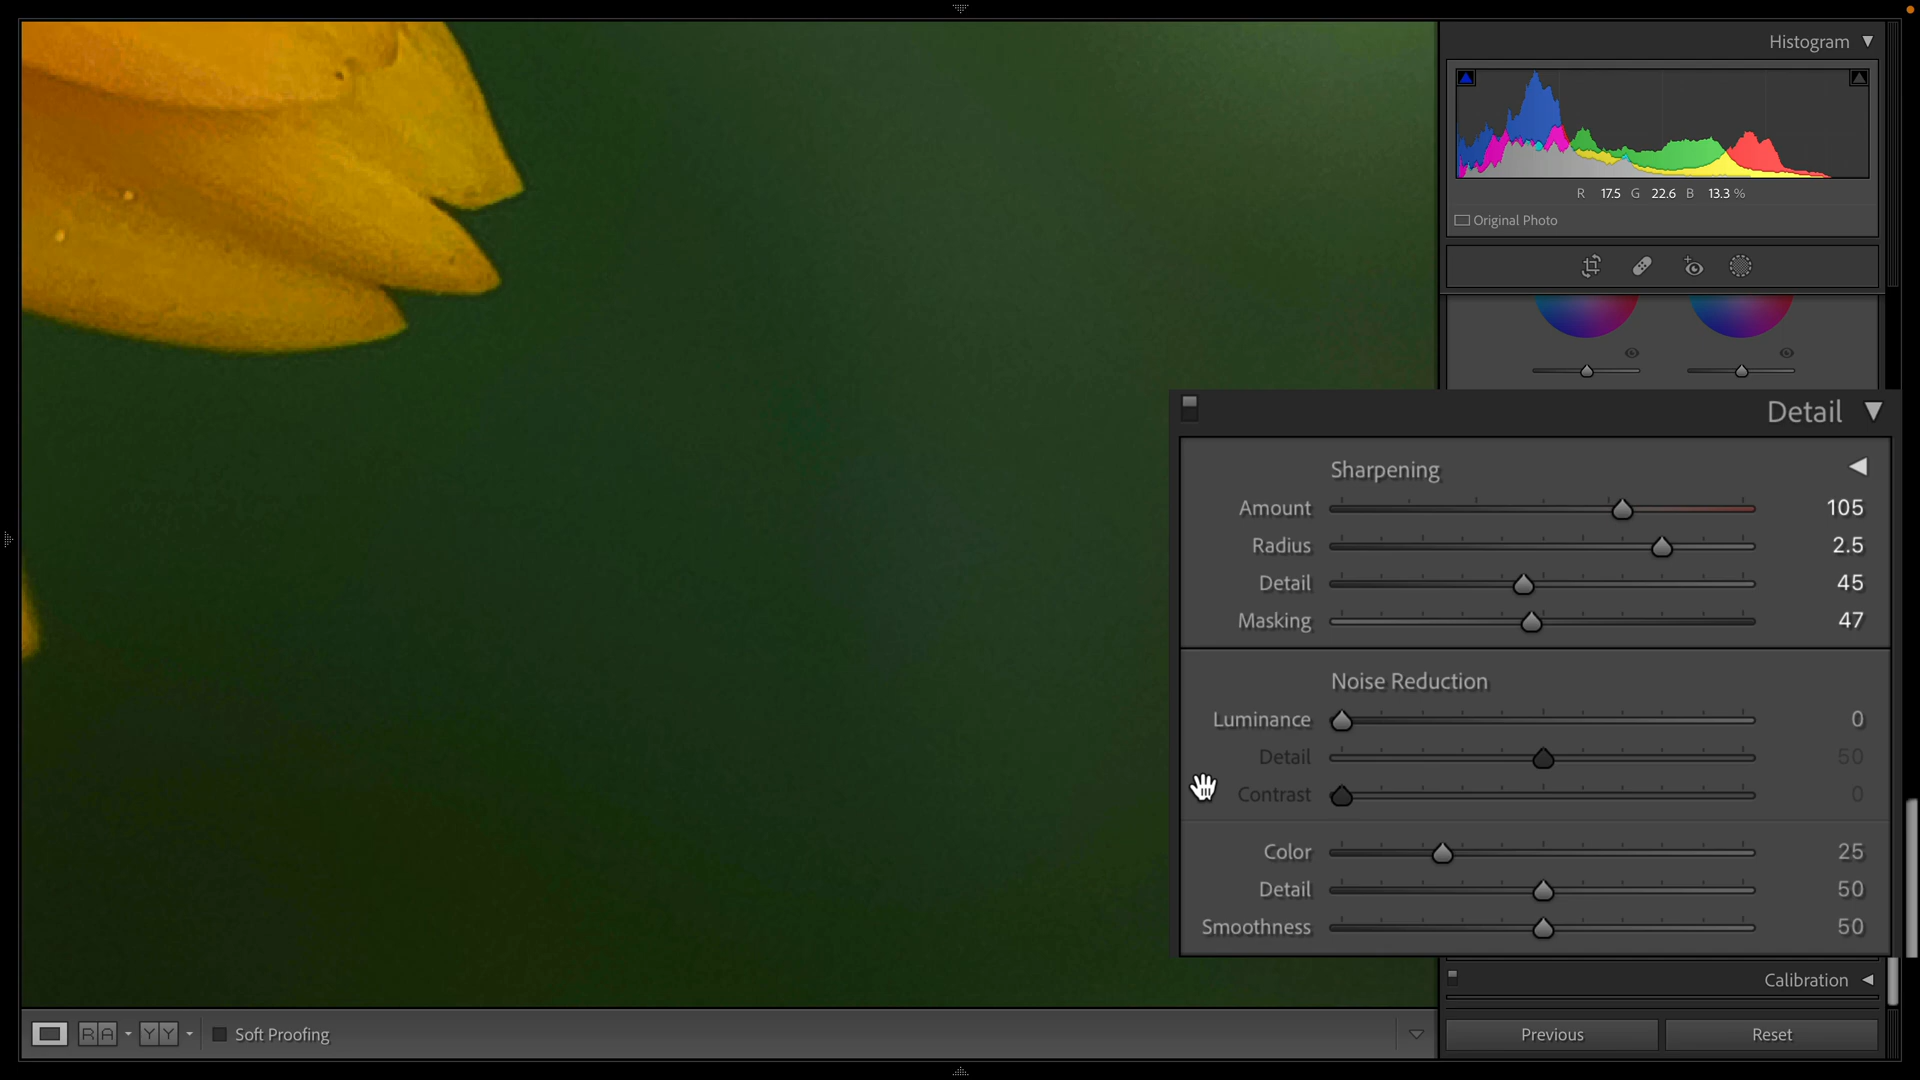 Histogram
R 17.5 G 22.6 B 13.3 %
Original Photo
Detail
Sharpening
Amount 105
Radius 2.5
Detail 45
Masking 47
Noise Reduction
Luminance 0
Detail 50
Contrast 0
Color 25
Detail 50
Smoothness 50
Calibration
R A Y Y Soft Proofing
Previous Reset